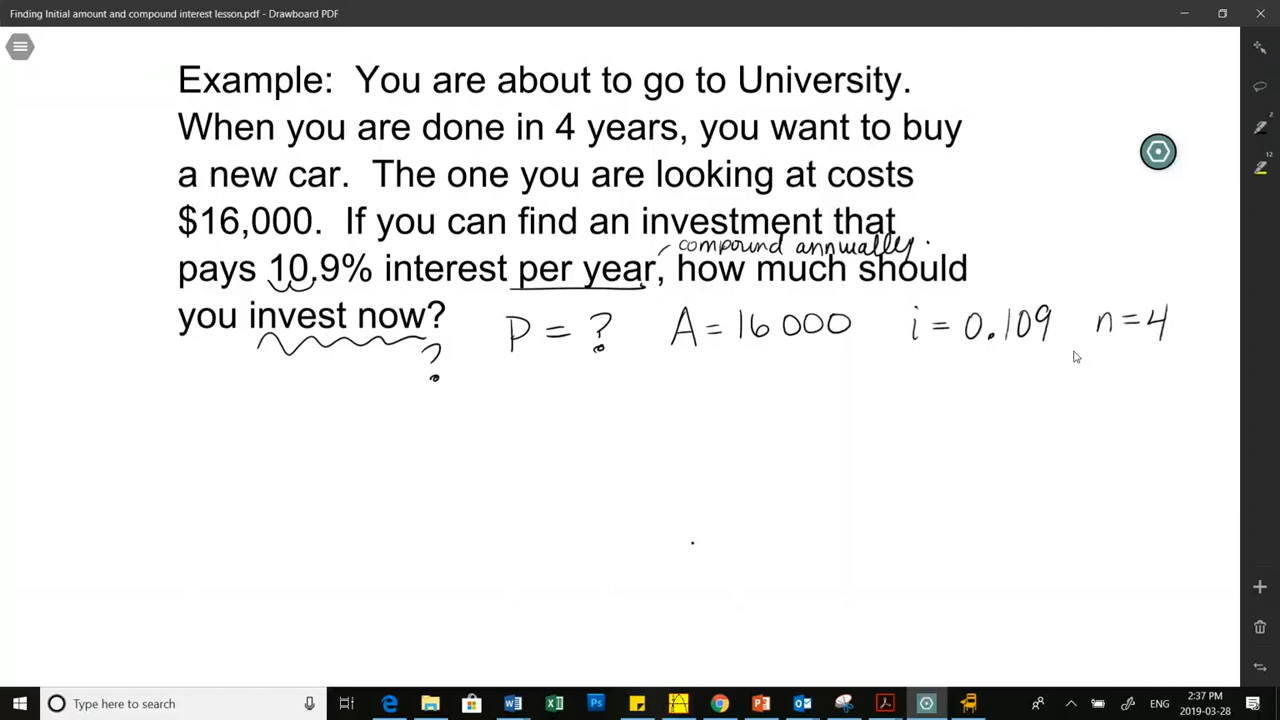 Finding Initial amount and compound interest lesson.pdf - Drawboard PDF
Example: You are about to go to University.
When you are done in 4 years, you want to buy
a new car. The one you are looking at costs
$16,000. If you can find an investment that
compound annually.
pays 10.9% interest per year, how much should
you invest now?
P = ? A = 16 000 i = 0.109 n = 4
?
2
12
Type here to search
ENG
2:37 PM
2019-03-28